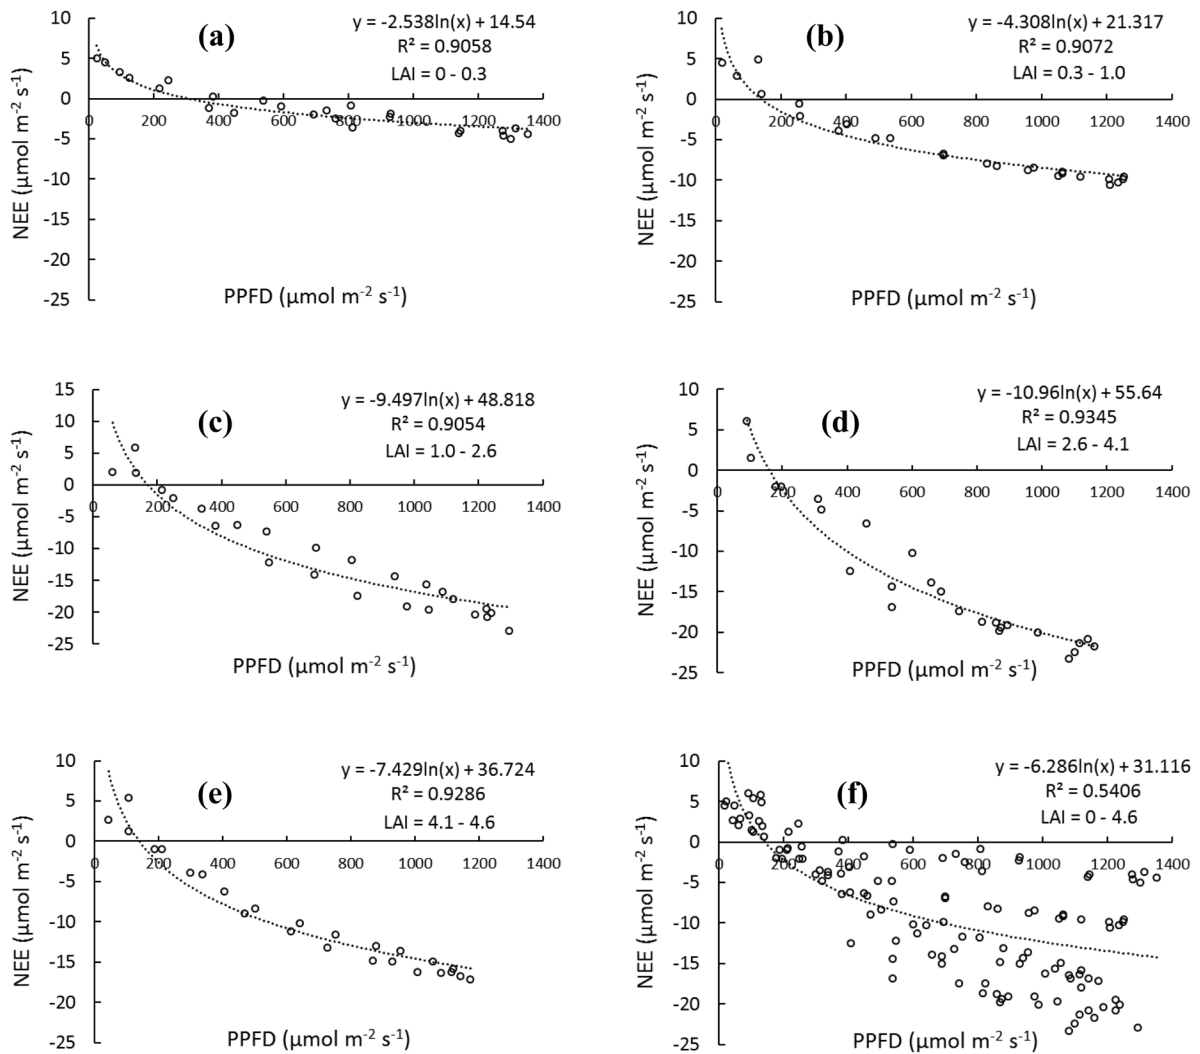 (a)
y = -2.538ln(x) + 14.54
R² = 0.9058
LAI = 0 - 0.3
10
5
0
-5
-10
-15
-20
-25
0 200 400 600 800 1000 1200 1400
NEE (µmol m⁻² s⁻¹)
PPFD (µmol m⁻² s⁻¹)
(b)
y = -4.308ln(x) + 21.317
R² = 0.9072
LAI = 0.3 - 1.0
10
5
0
-5
-10
-15
-20
-25
0 200 400 600 800 1000 1200 1400
NEE (µmol m⁻² s⁻¹)
PPFD (µmol m⁻² s⁻¹)
(c)
y = -9.497ln(x) + 48.818
R² = 0.9054
LAI = 1.0 - 2.6
15
10
5
0
-5
-10
-15
-20
-25
0 200 400 600 800 1000 1200 1400
NEE (µmol m⁻² s⁻¹)
PPFD (µmol m⁻² s⁻¹)
(d)
y = -10.96ln(x) + 55.64
R² = 0.9345
LAI = 2.6 - 4.1
10
5
0
-5
-10
-15
-20
-25
0 200 400 600 800 1000 1200 1400
NEE (µmol m⁻² s⁻¹)
PPFD (µmol m⁻² s⁻¹)
(e)
y = -7.429ln(x) + 36.724
R² = 0.9286
LAI = 4.1 - 4.6
10
5
0
-5
-10
-15
-20
-25
0 200 400 600 800 1000 1200 1400
NEE (µmol m⁻² s⁻¹)
PPFD (µmol m⁻² s⁻¹)
(f)
y = -6.286ln(x) + 31.116
R² = 0.5406
LAI = 0 - 4.6
10
5
0
-5
-10
-15
-20
-25
0 200 400 600 800 1000 1200 1400
NEE (µmol m⁻² s⁻¹)
PPFD (µmol m⁻² s⁻¹)